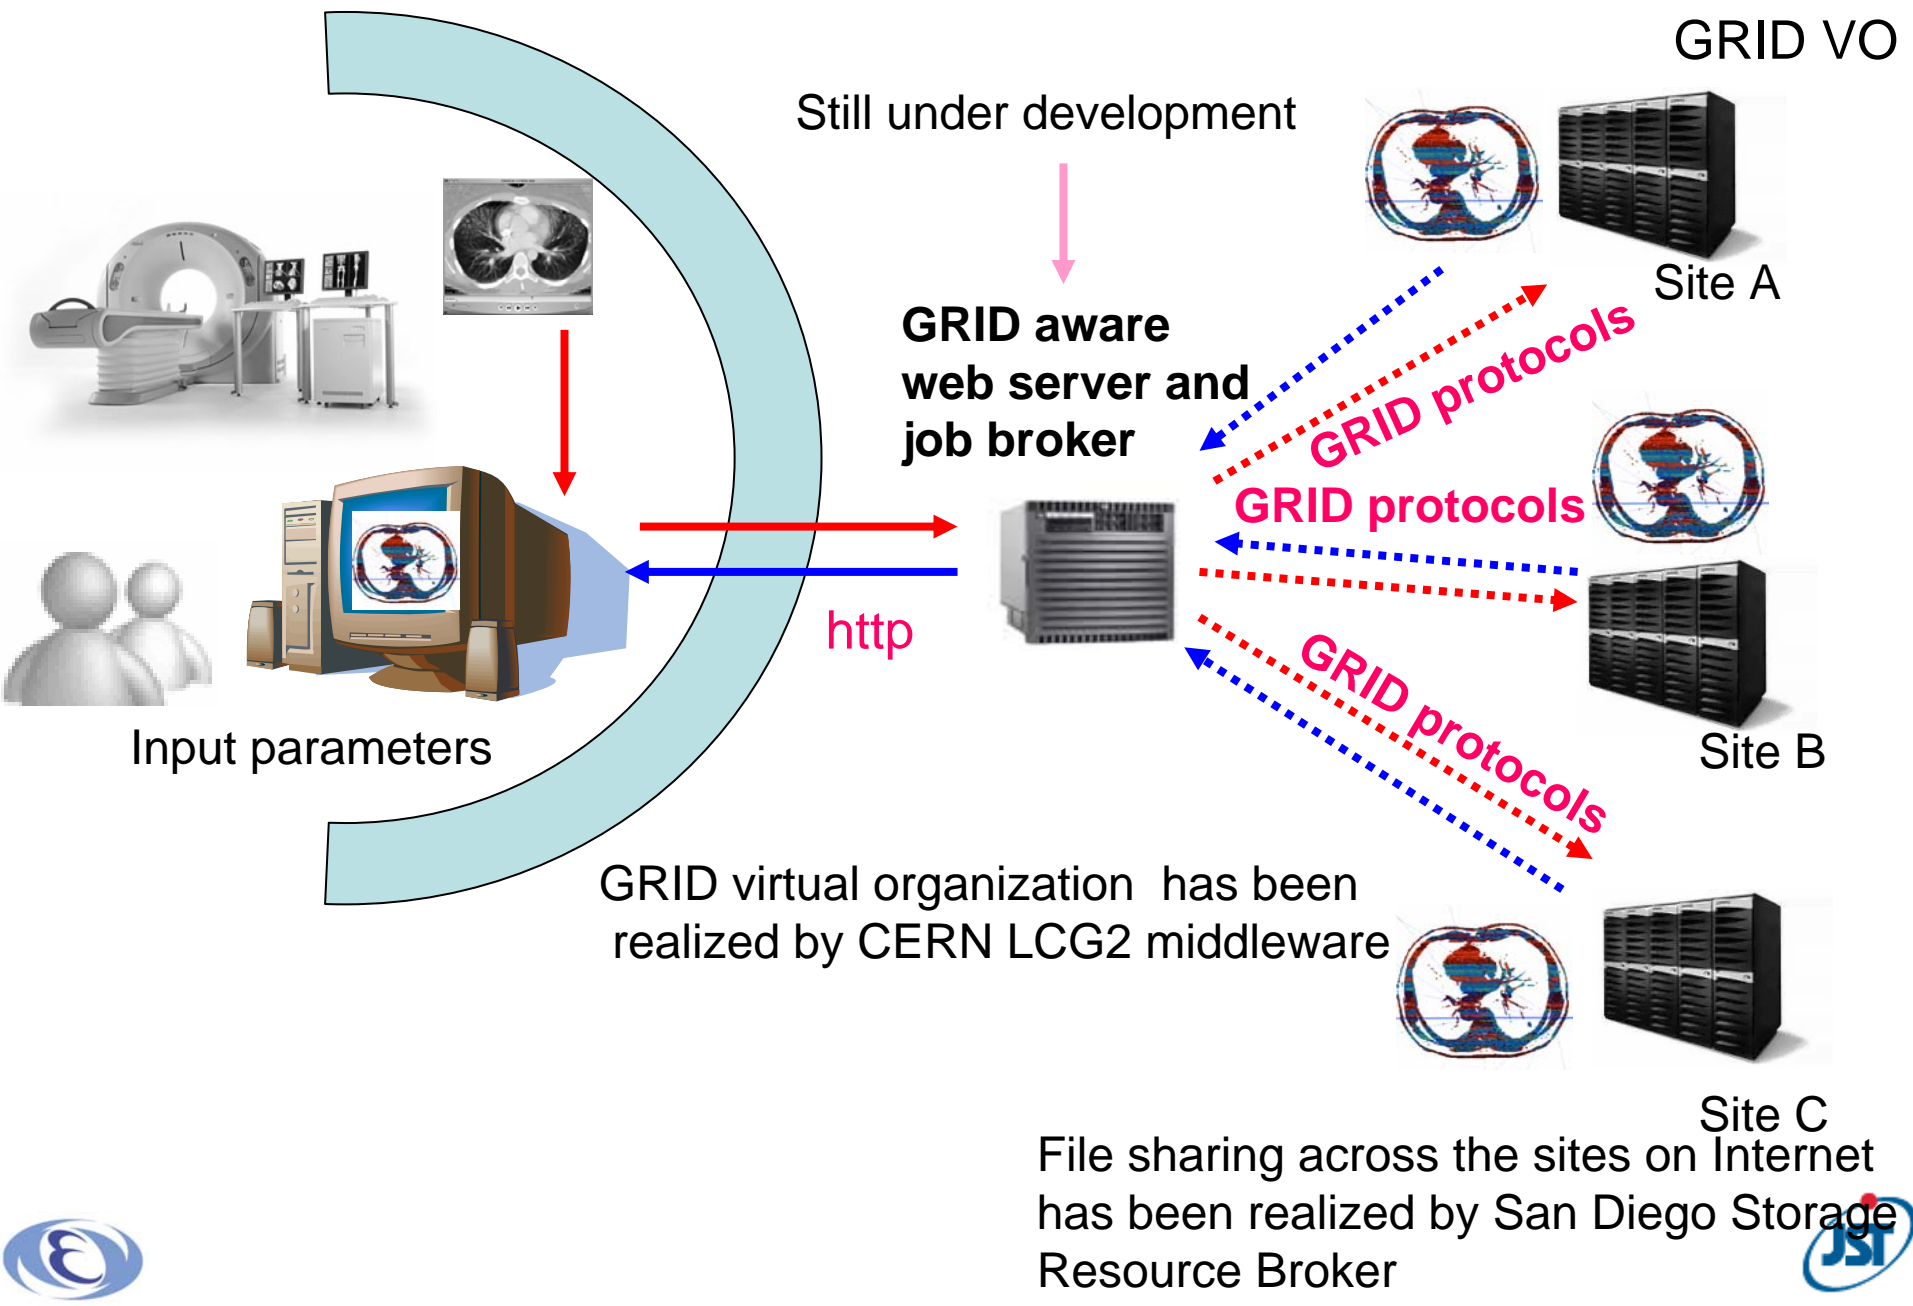 GRID VO
Still under development
Site A
GRID aware
web server and
job broker
GRID protocols
GRID protocols
http
GRID protocols
Input parameters
Site B
GRID virtual organization has been
realized by CERN LCG2 middleware
Site C
File sharing across the sites on Internet
has been realized by San Diego Storage
Resource Broker
JST